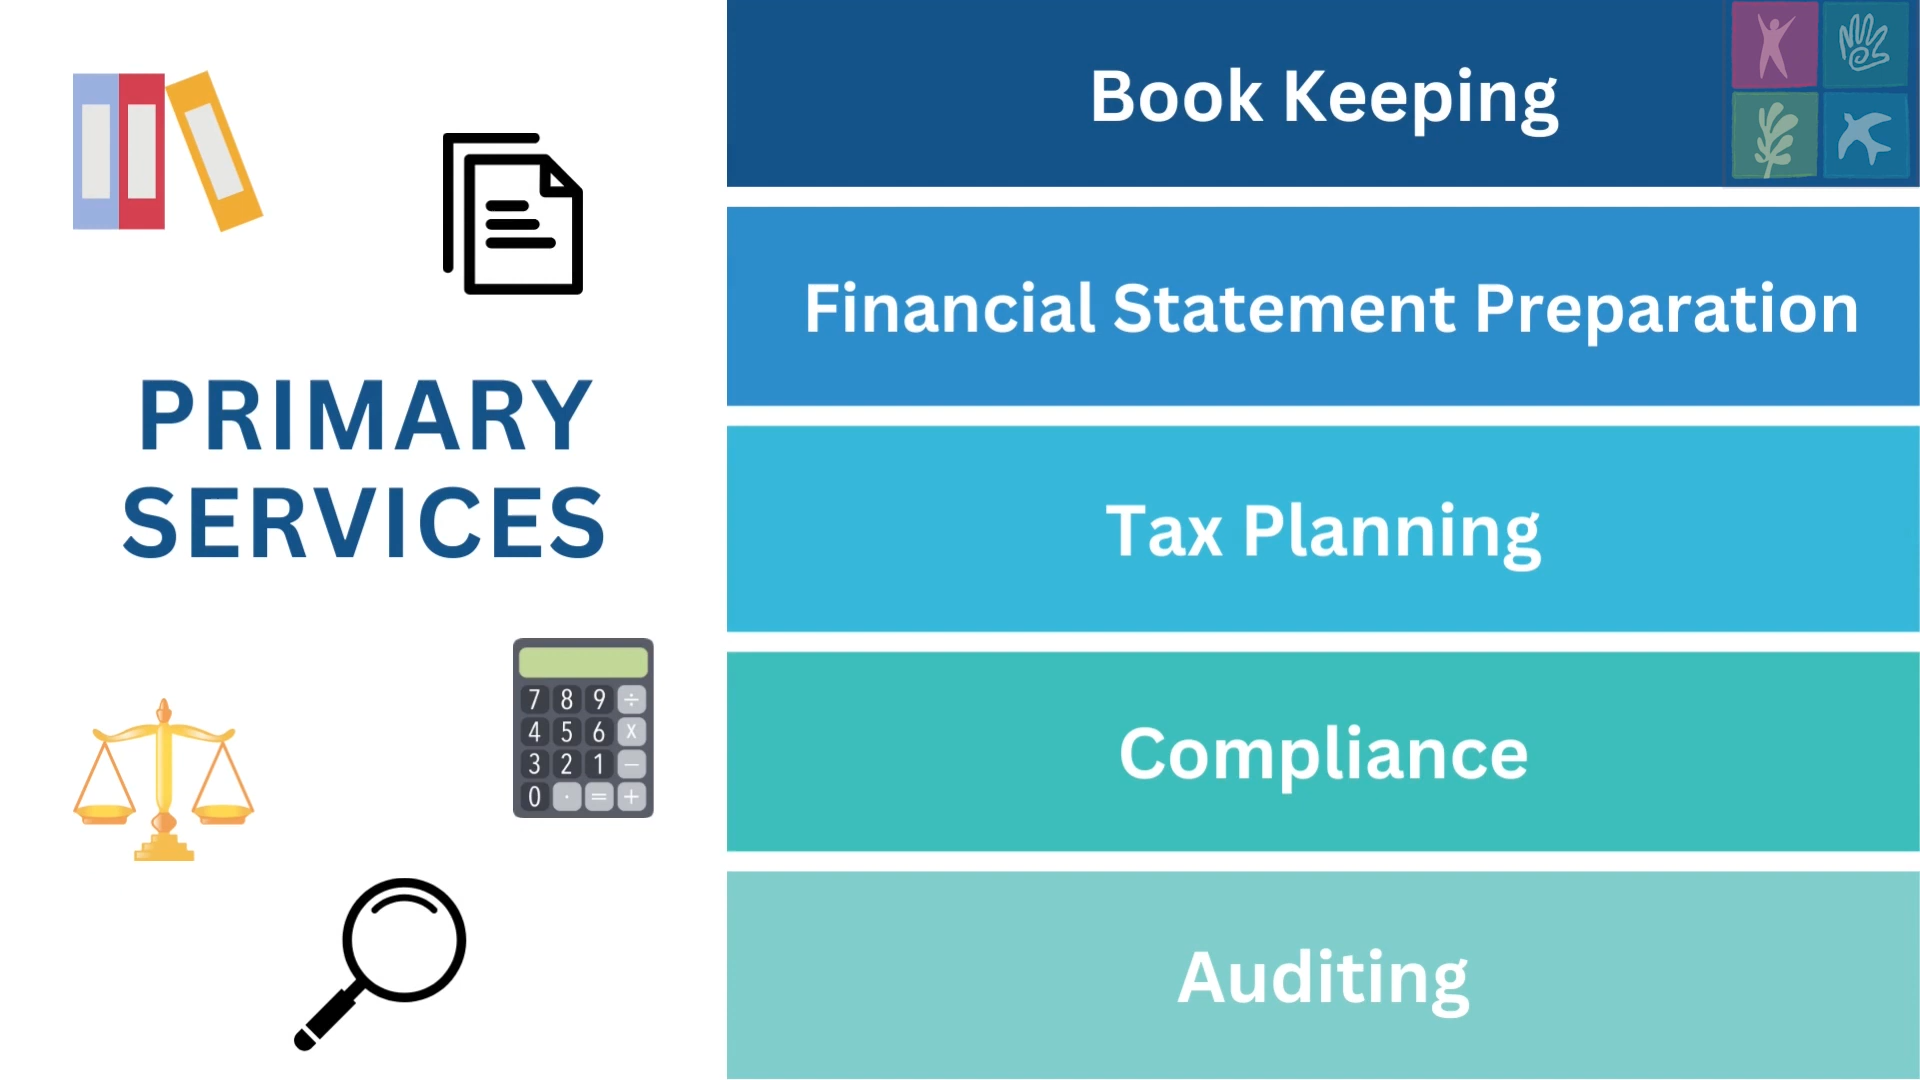 PRIMARY
SERVICES
Book Keeping
Financial Statement Preparation
Tax Planning
Compliance
Auditing
7 8 9 ÷
4 5 6 x
3 2 1 −
0 . = +